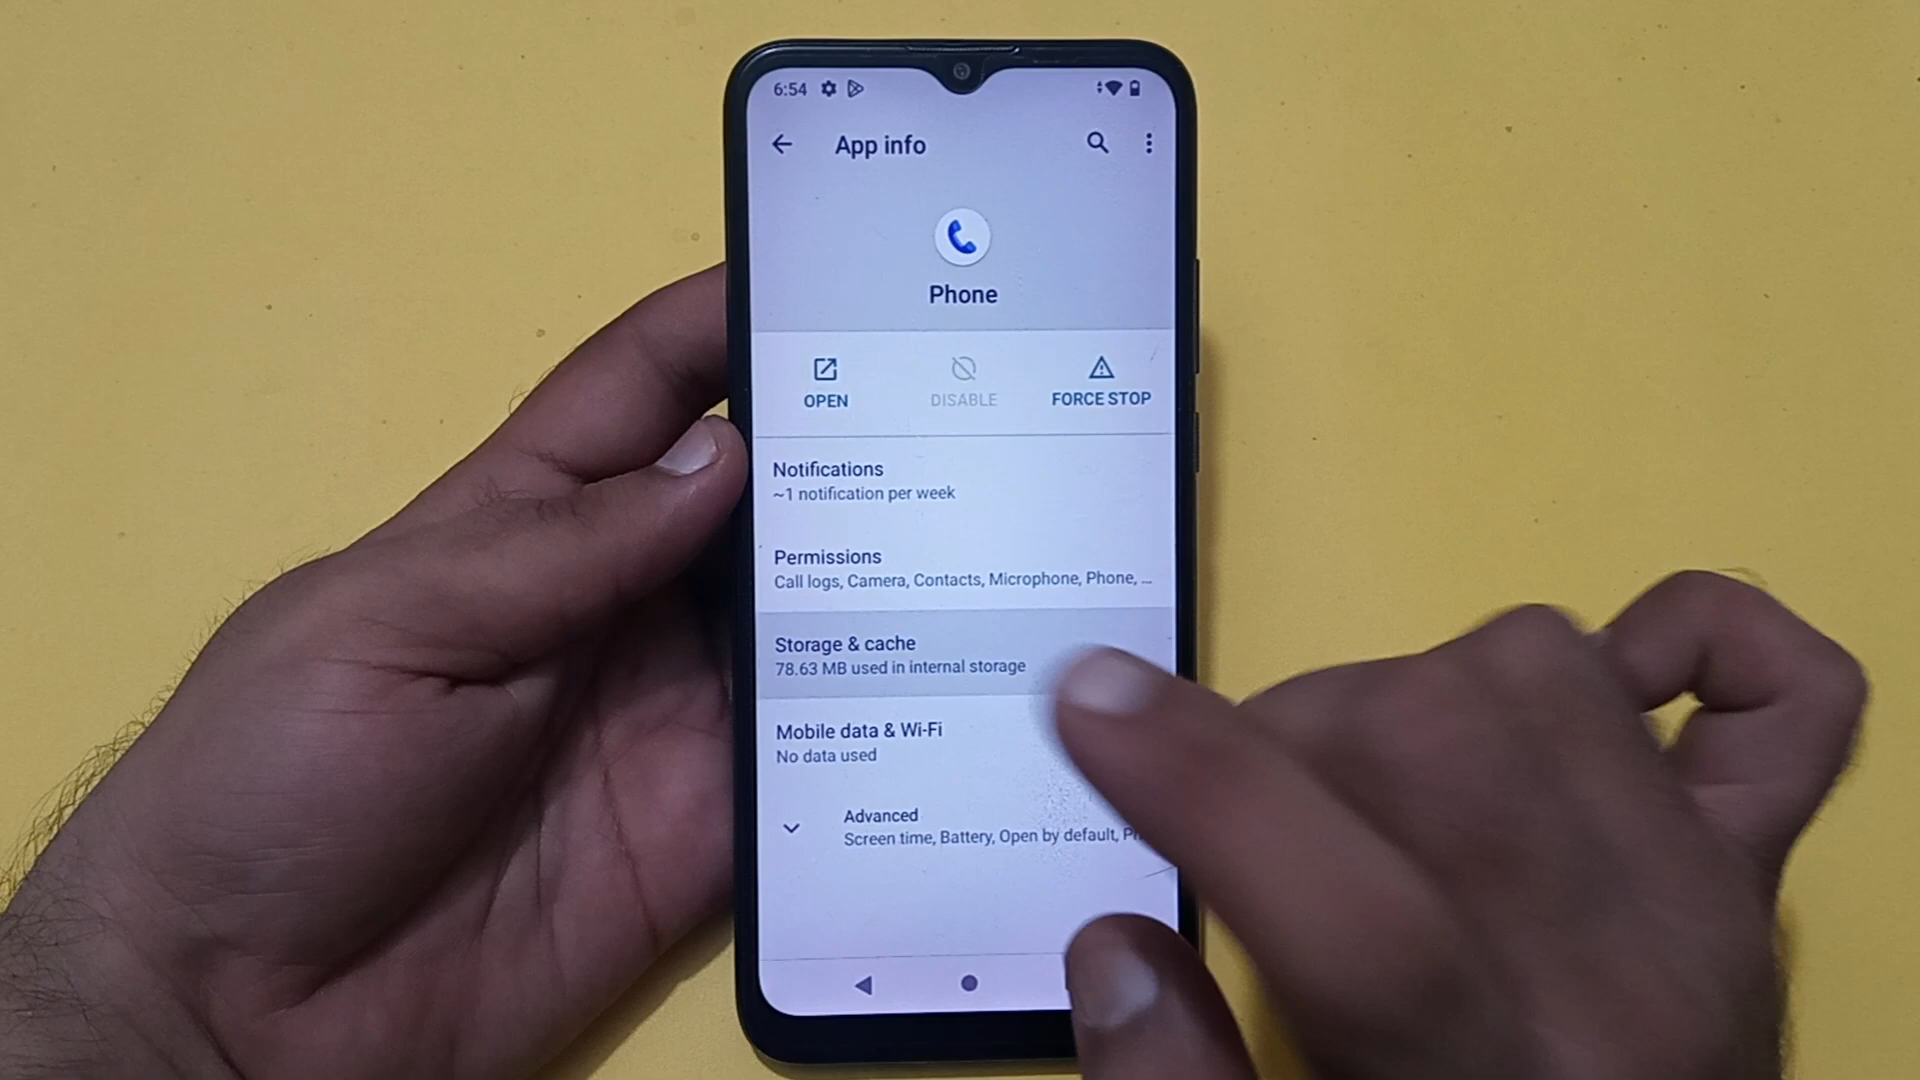 6:54
App info
Phone
OPEN
DISABLE
FORCE STOP
Notifications
~1 notification per week
Permissions
Call logs, Camera, Contacts, Microphone, Phone, ...
Storage & cache
78.63 MB used in internal storage
Mobile data & Wi-Fi
No data used
Advanced
Screen time, Battery, Open by default,